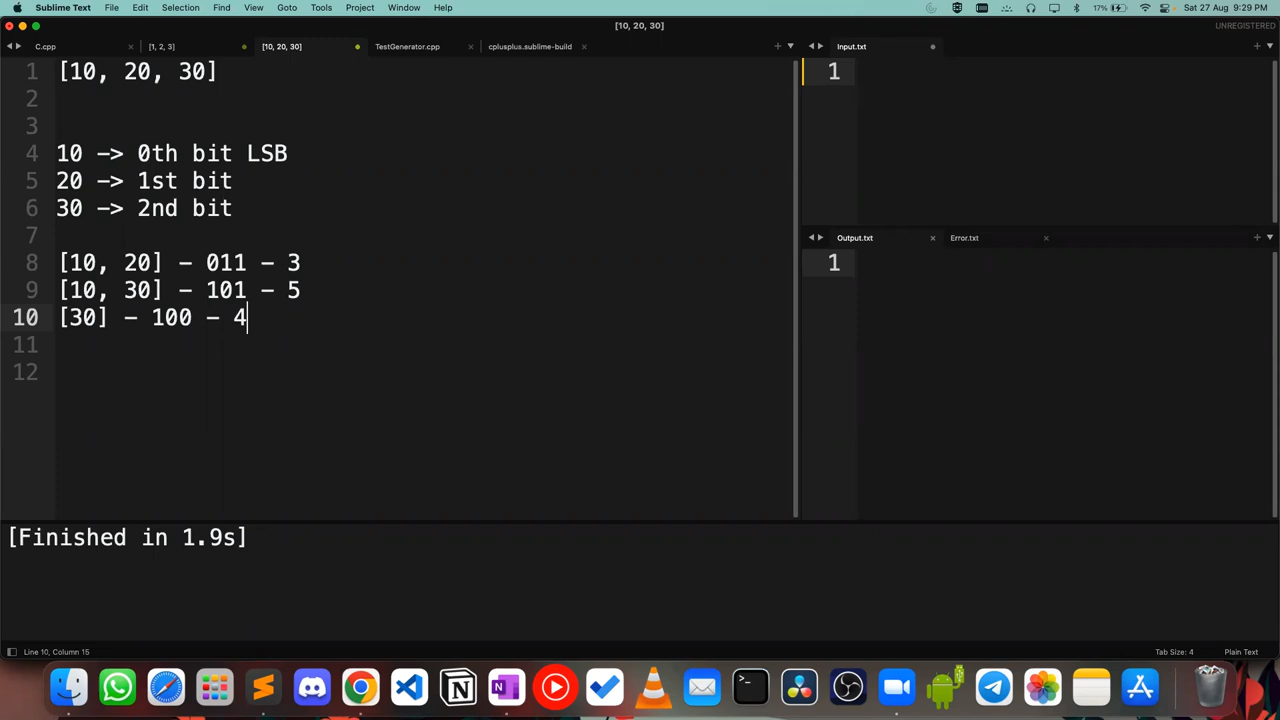 Sublime Text File Edit Selection Find View Goto Tools Project Window Help 17% Sat 27 Aug 9:29 PM
[10, 20, 30] UNREGISTERED
C.cpp [1, 2, 3] [10, 20, 30] TestGenerator.cpp cplusplus.sublime-build Input.txt
1 [10, 20, 30]
2
3
4 10 -> 0th bit LSB
5 20 -> 1st bit
6 30 -> 2nd bit
7
8 [10, 20] - 011 - 3
9 [10, 30] - 101 - 5
10 [30] - 100 - 4
11
12
1
Output.txt Error.txt
1
[Finished in 1.9s]
Line 10, Column 15 Tab Size: 4 Plain Text